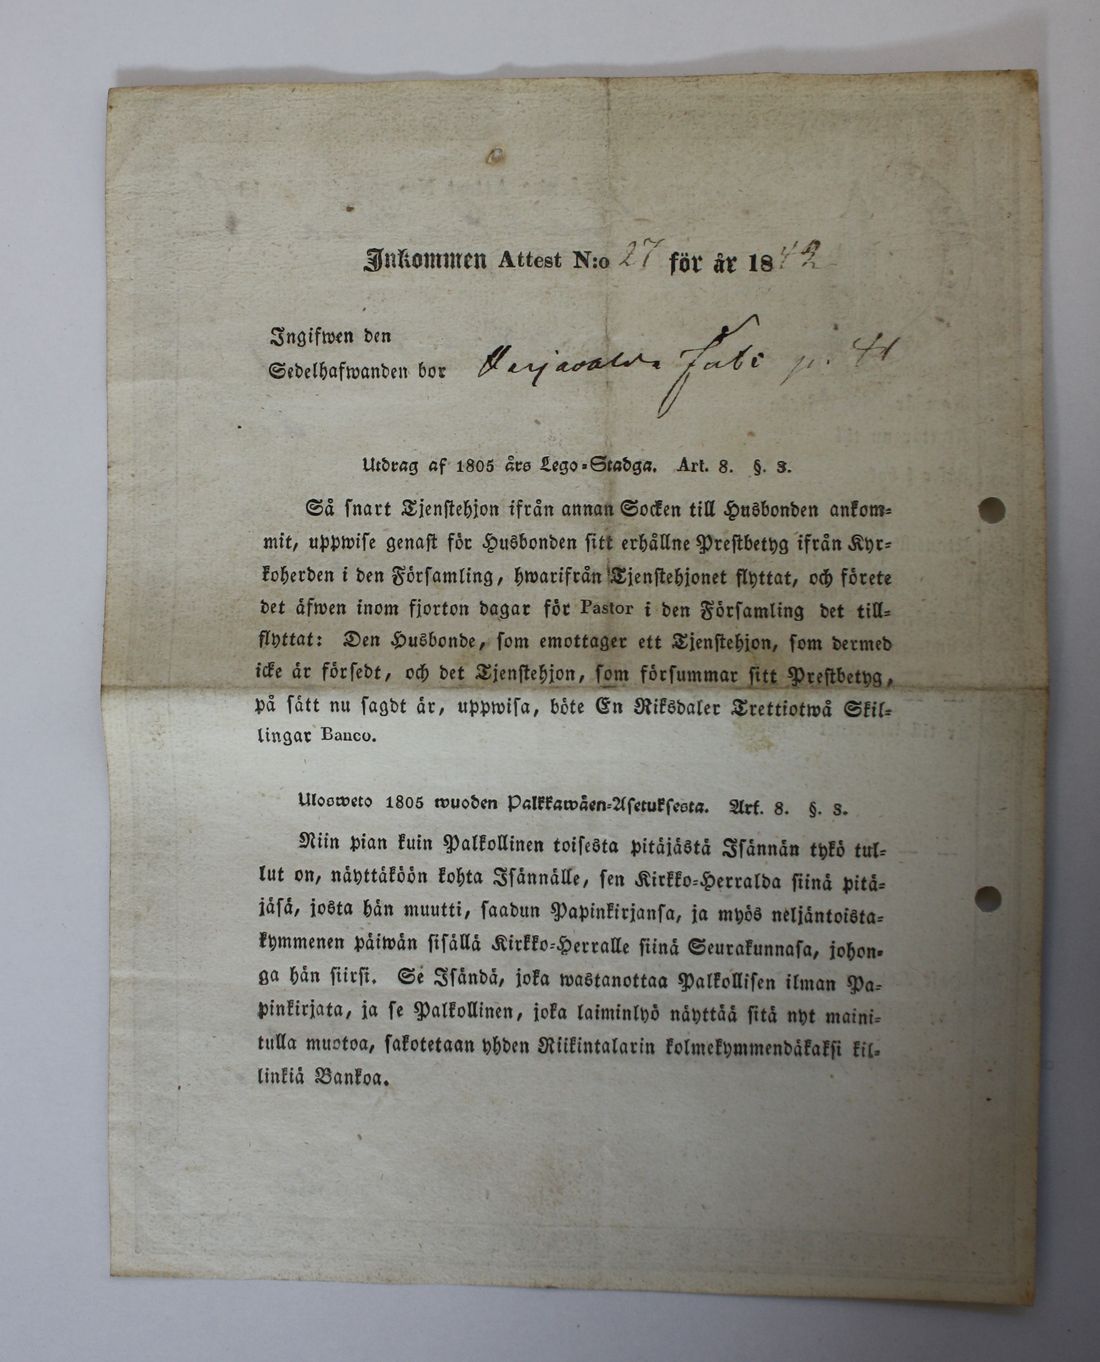 Inkommen Attest N:o 27 för år 1842
Ingifwen den
Sedelhafwanden bor Harjavalda
Utdrag af 1805 års Lego-Stadga. Art. 8. §. 3.
Så snart Tjenstehjon ifrån annan Socken till Husbonden ankom-
mit, uppwise genast för Husbonden sitt erhållne Prestbetyg ifrån Kyr-
koherden i den Församling, hwarifrån Tjenstehjonet flyttat, och förete
det äfwen inom fjorton dagar för Pastor i den Församling det till-
flyttat: Den Husbonde, som emottager ett Tjenstehjon, som dermed
icke är försedt, och det Tjenstehjon, som försummar sitt Prestbetyg,
på sätt nu sagdt är, uppwisa, böte En Riksdaler Trettiotwå Skil-
lingar Banco.
Ulosweto 1805 wuoden Palkkawäen-Asetuksesta. Art. 8. §. 3.
Niin pian kuin Palkollinen toisesta pitäjästä Isännän tykö tul-
lut on, näyttäköön kohta Isännälle, sen Kirkko-Herralda siinä pitä-
jäsä, josta hän muutti, saadun Papinkirjansa, ja myös neljäntoista-
kymmenen päiwän sisällä Kirkko-Herralle siinä Seurakunnasa, johon-
ga hän siirsi. Se Isändä, joka wastanottaa Palkollisen ilman Pa-
pinkirjata, ja se Palkollinen, joka laiminlyö näyttää sitä nyt maini-
tulla muotoa, sakotetaan yhden Riikintalarin kolmekymmendäkaksi kil-
linkiä Bankoa.